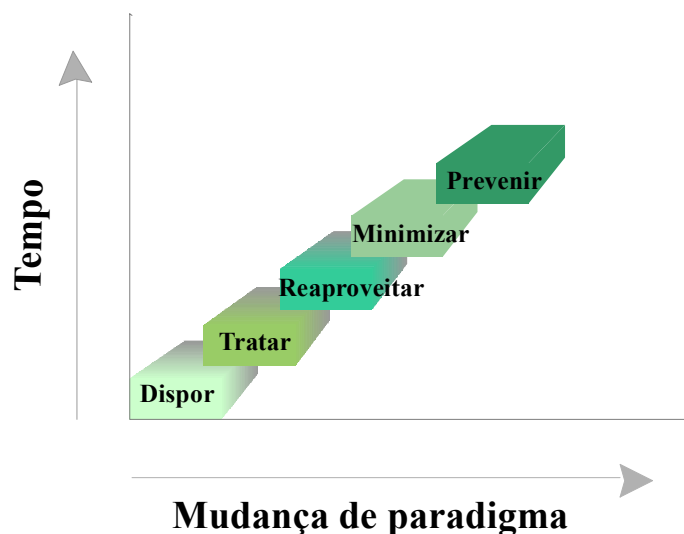 Tempo
Prevenir
Minimizar
Reaproveitar
Tratar
Dispor
Mudança de paradigma